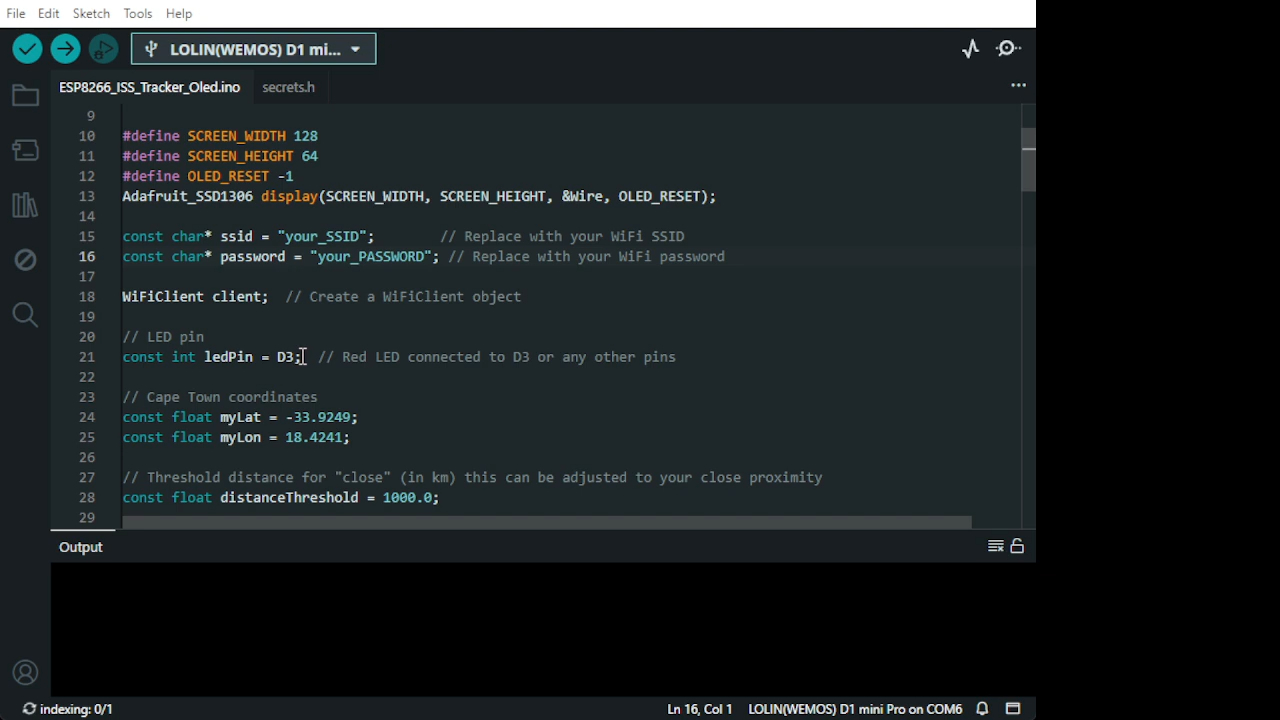 File Edit Sketch Tools Help
LOLIN(WEMOS) D1 mi...
ESP8266_ISS_Tracker_Oled.ino secrets.h
9
10 #define SCREEN_WIDTH 128
11 #define SCREEN_HEIGHT 64
12 #define OLED_RESET -1
13 Adafruit_SSD1306 display(SCREEN_WIDTH, SCREEN_HEIGHT, &Wire, OLED_RESET);
14
15 const char* ssid = "your_SSID"; // Replace with your WiFi SSID
16 const char* password = "your_PASSWORD"; // Replace with your WiFi password
17
18 WiFiClient client; // Create a WiFiClient object
19
20 // LED pin
21 const int ledPin = D3; // Red LED connected to D3 or any other pins
22
23 // Cape Town coordinates
24 const float myLat = -33.9249;
25 const float myLon = 18.4241;
26
27 // Threshold distance for "close" (in km) this can be adjusted to your close proximity
28 const float distanceThreshold = 1000.0;
29
Output
indexing: 0/1 Ln 16, Col 1 LOLIN(WEMOS) D1 mini Pro on COM6